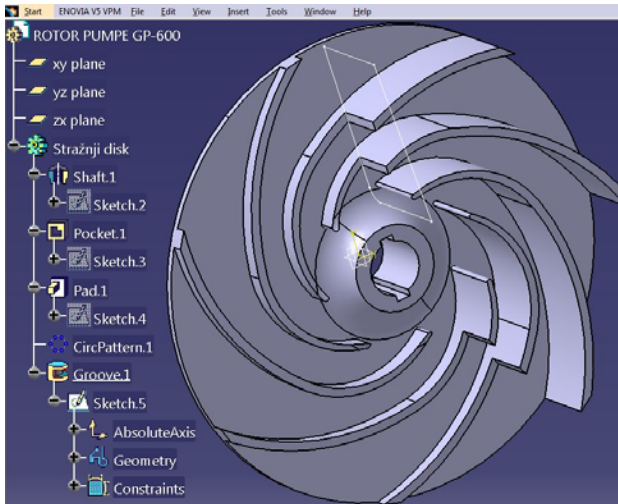 Start ENOVIA V5 VPM File Edit View Insert Tools Window Help
ROTOR PUMPE GP-600
xy plane
yz plane
zx plane
Stražnji disk
Shaft.1
Sketch.2
Pocket.1
Sketch.3
Pad.1
Sketch.4
CircPattern.1
Groove.1
Sketch.5
AbsoluteAxis
Geometry
Constraints